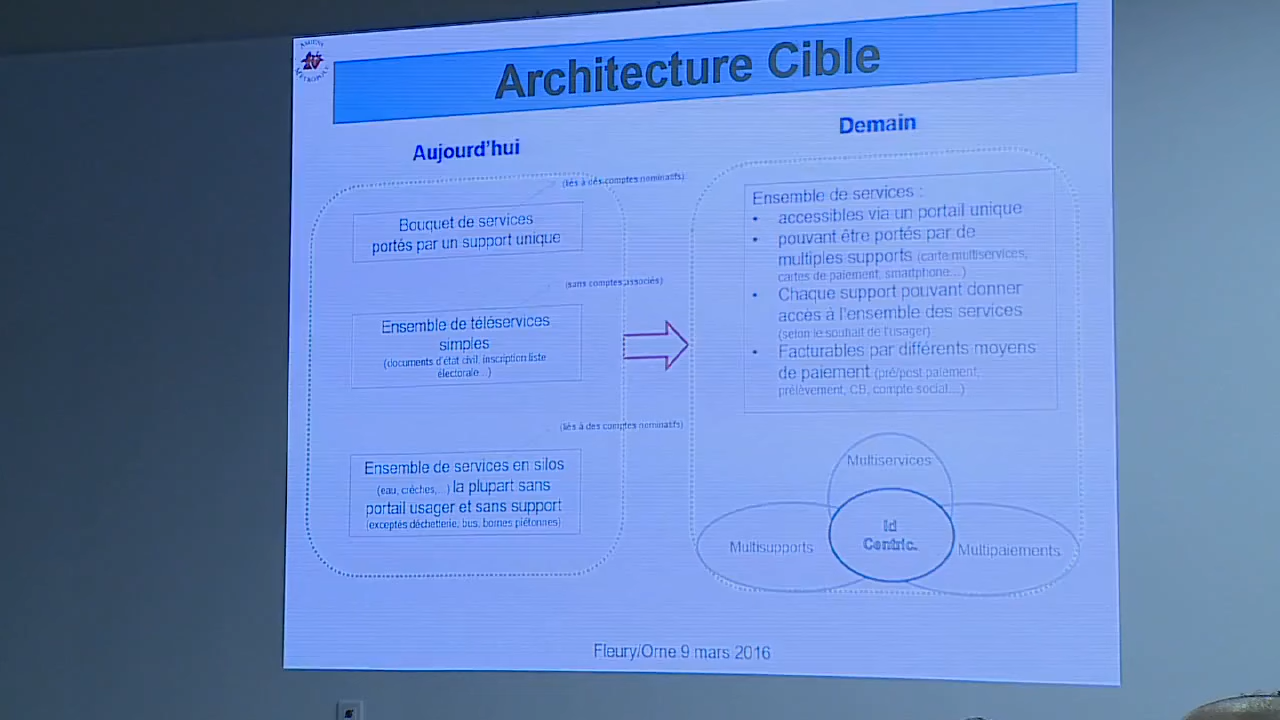 AMIENS
MÉTROPOLE
Architecture Cible
Aujourd'hui
(liés à des comptes nominatifs)
Bouquet de services
portés par un support unique
(sans comptes associés)
Ensemble de téléservices
simples
(documents d'état civil, inscription liste
électorale...)
(liés à des comptes nominatifs)
Ensemble de services en silos
(eau, crèches,...) la plupart sans
portail usager et sans support
(exceptés déchetterie, bus, bornes piétonnes)
Demain
Ensemble de services :
• accessibles via un portail unique
• pouvant être portés par de
multiples supports (carte multiservices,
cartes de paiement, smartphone...)
• Chaque support pouvant donner
accès à l'ensemble des services
(selon le souhait de l'usager)
• Facturables par différents moyens
de paiement (pré/post paiement,
prélèvement, CB, compte social....)
Multiservices
Id
Centric.
Multisupports
Multipaiements
Fleury/Orne 9 mars 2016